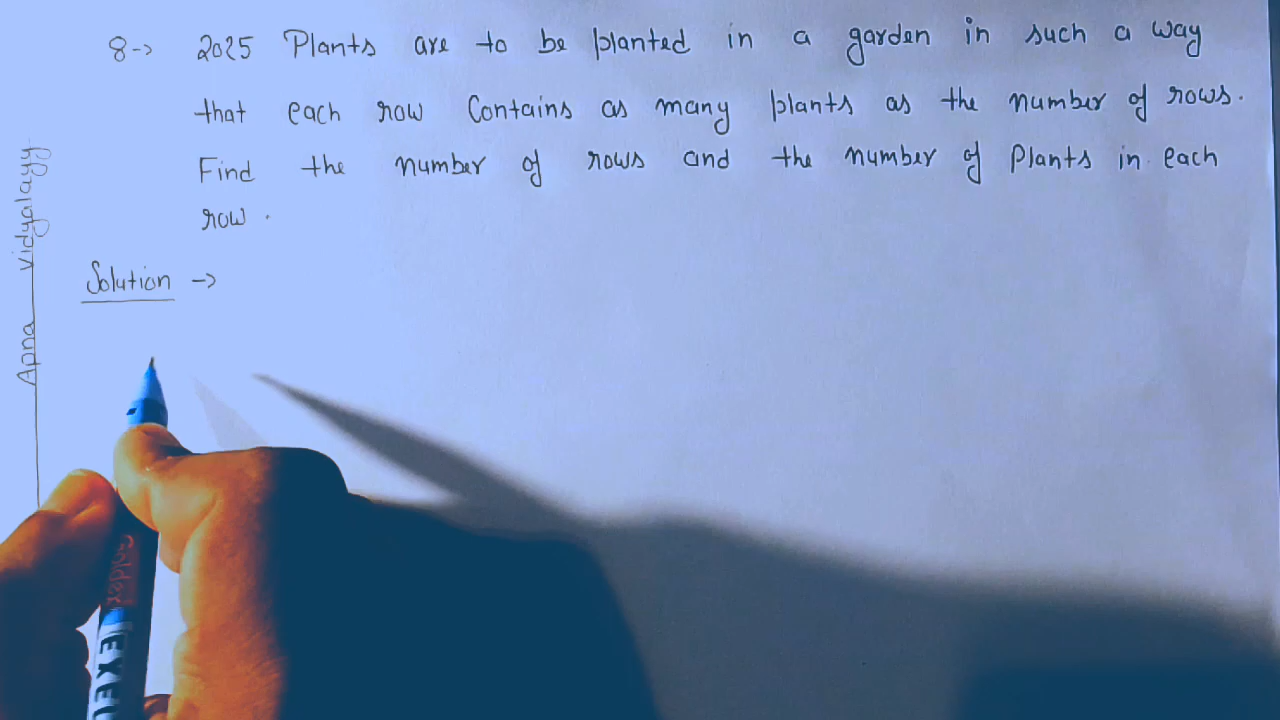 8-> 2025 Plants are to be planted in a garden in such a way
that each row Contains as many plants as the number of rows.
Find the number of rows and the number of Plants in each
row.
Solution ->
Apna Vidyalayy
Goldex
EXEL